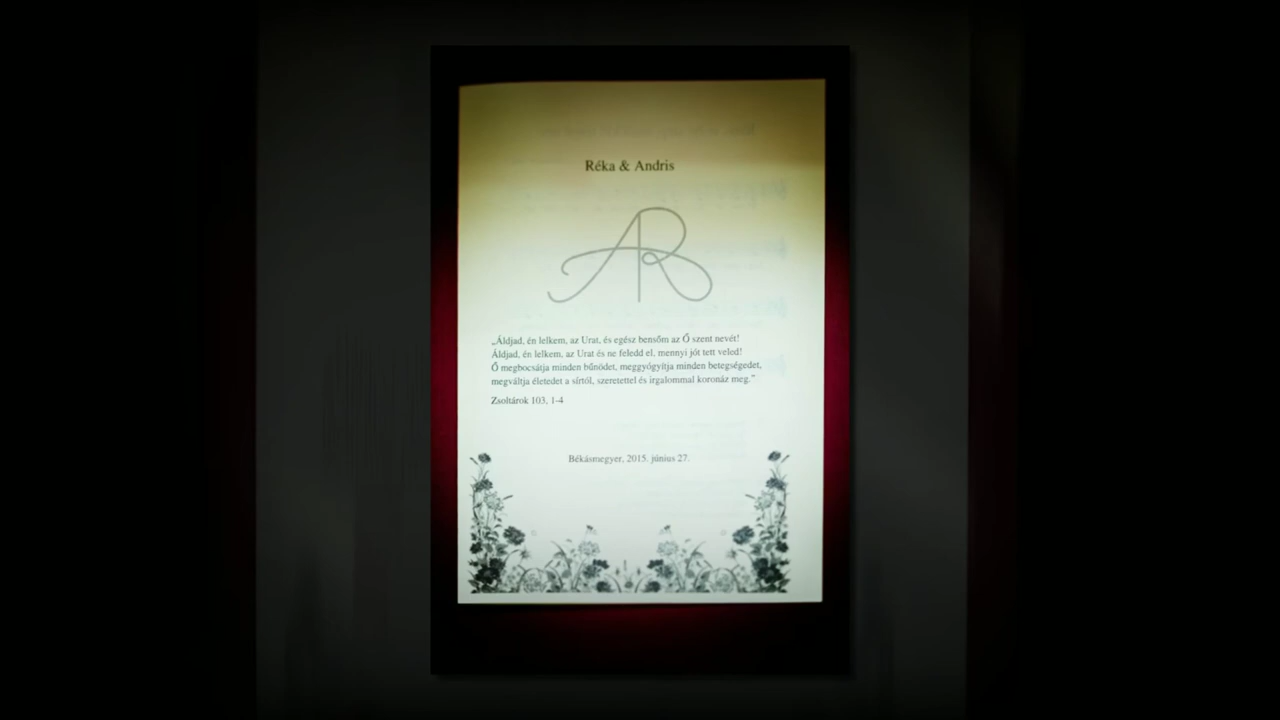 Réka & Andris
AR
„Áldjad, én lelkem, az Urat, és egész bensőm az Ő szent nevét!
Áldjad, én lelkem, az Urat és ne feledd el, mennyi jót tett veled!
Ő megbocsátja minden bűnödet, meggyógyítja minden betegségedet,
megváltja életedet a sírtól, szeretettel és irgalommal koronáz meg.”
Zsoltárok 103, 1-4
Békásmegyer, 2015. június 27.